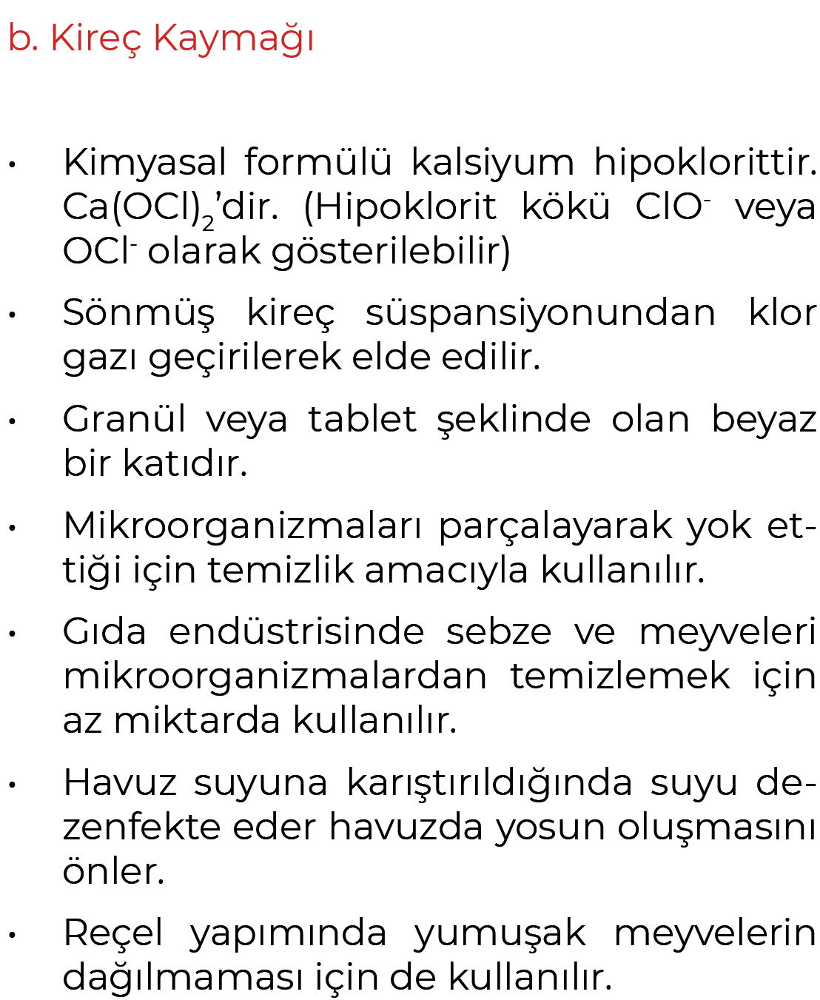 b. Kireç Kaymağı
• Kimyasal formülü kalsiyum hipoklorittir.
Ca(OCl)₂’dir. (Hipoklorit kökü ClO⁻ veya
OCl⁻ olarak gösterilebilir)
• Sönmüş kireç süspansiyonundan klor
gazı geçirilerek elde edilir.
• Granül veya tablet şeklinde olan beyaz
bir katıdır.
• Mikroorganizmaları parçalayarak yok et-
tiği için temizlik amacıyla kullanılır.
• Gıda endüstrisinde sebze ve meyveleri
mikroorganizmalardan temizlemek için
az miktarda kullanılır.
• Havuz suyuna karıştırıldığında suyu de-
zenfekte eder havuzda yosun oluşmasını
önler.
• Reçel yapımında yumuşak meyvelerin
dağılmaması için de kullanılır.